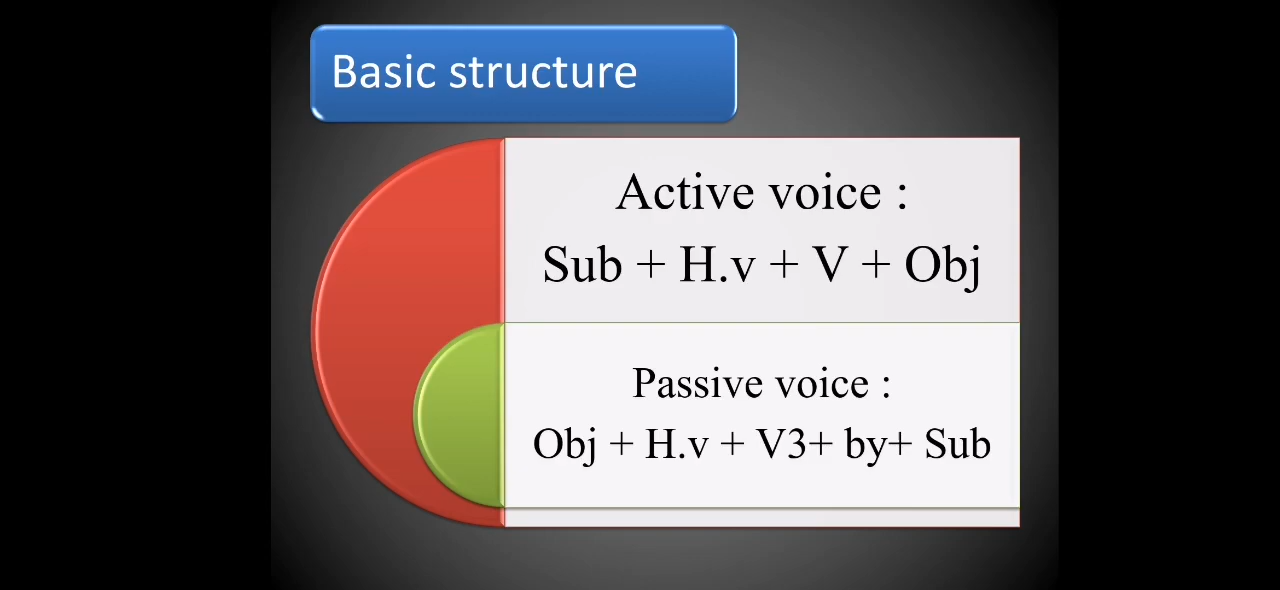 Basic structure
Active voice :
Sub + H.v + V + Obj
Passive voice :
Obj + H.v + V3+ by+ Sub